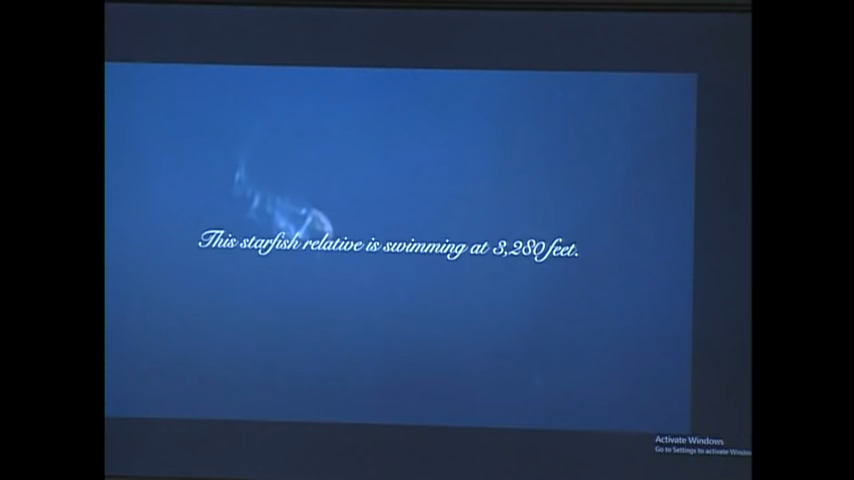 This starfish relative is swimming at 3,280 feet.
Activate Windows
Go to Settings to activate Windows